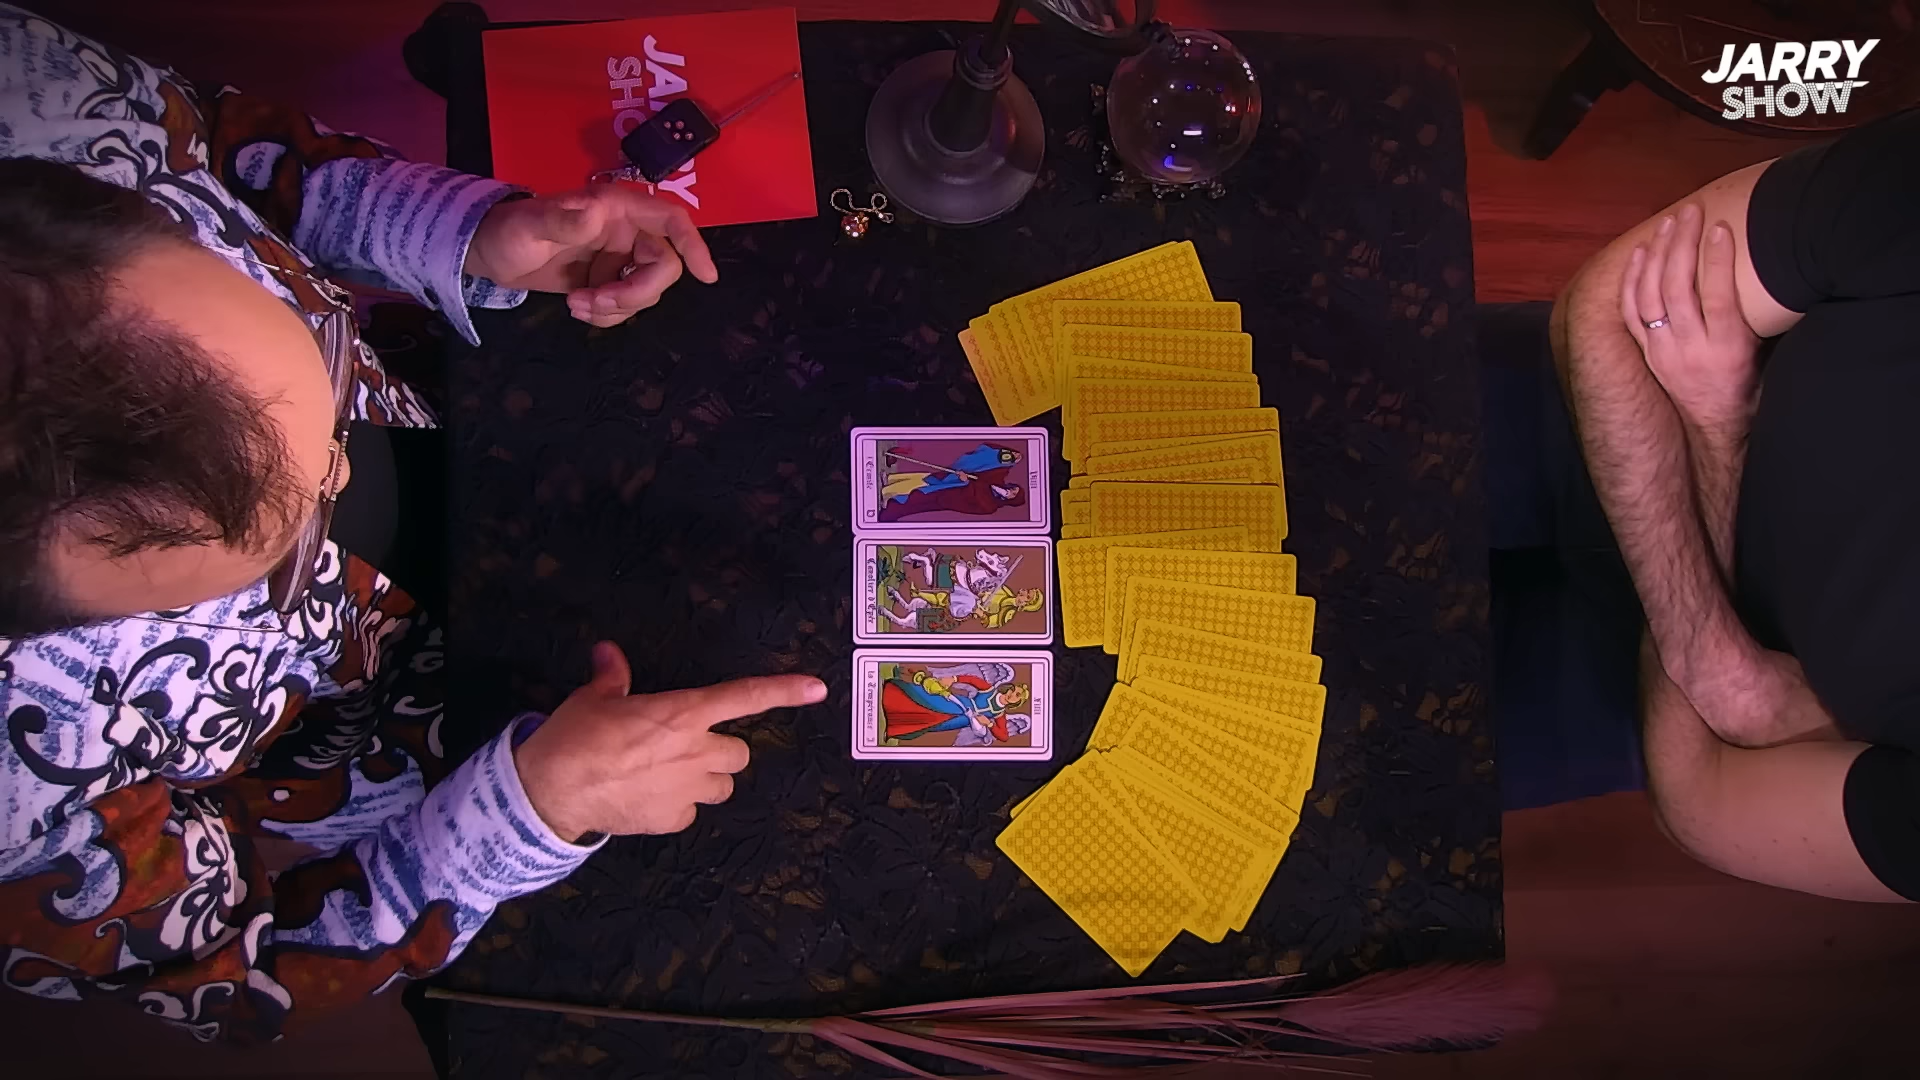 JARRY
SHOW
JARRY
SHOW
VIIII
l'Ermite
Cavalier d'Epée
XIIII
la Tempérance